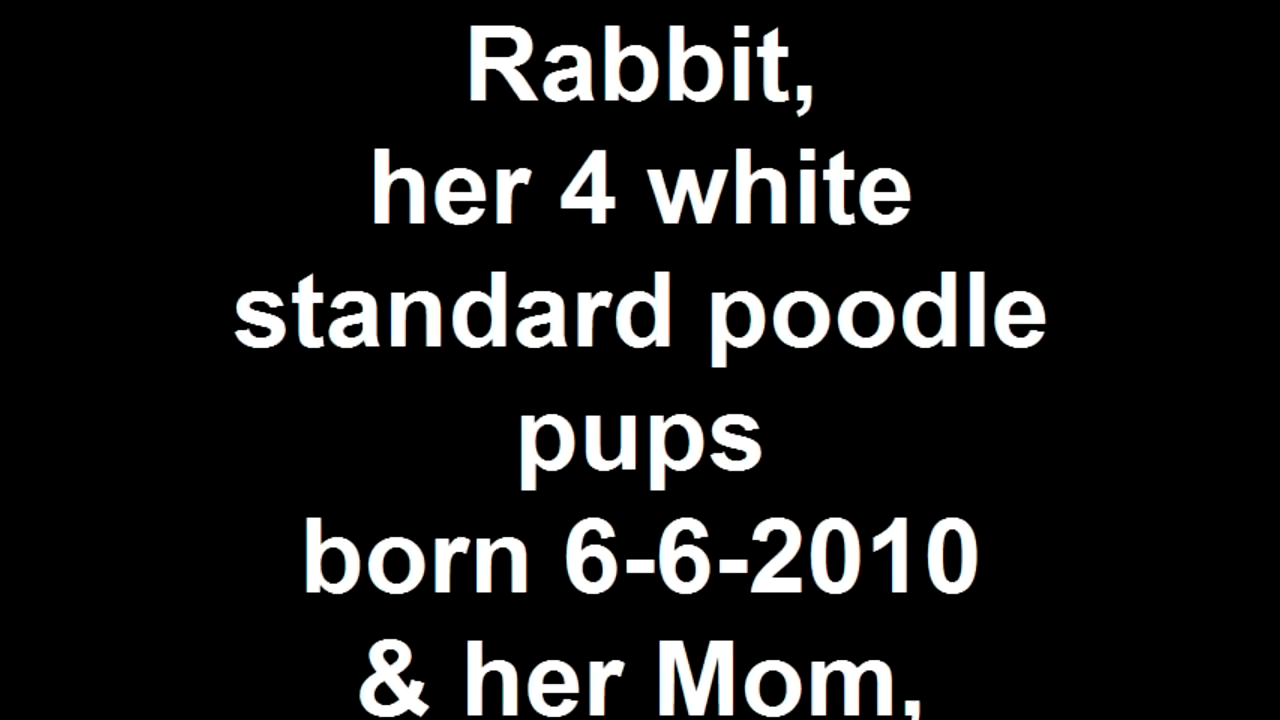 Rabbit,
her 4 white
standard poodle
pups
born 6-6-2010
& her Mom,